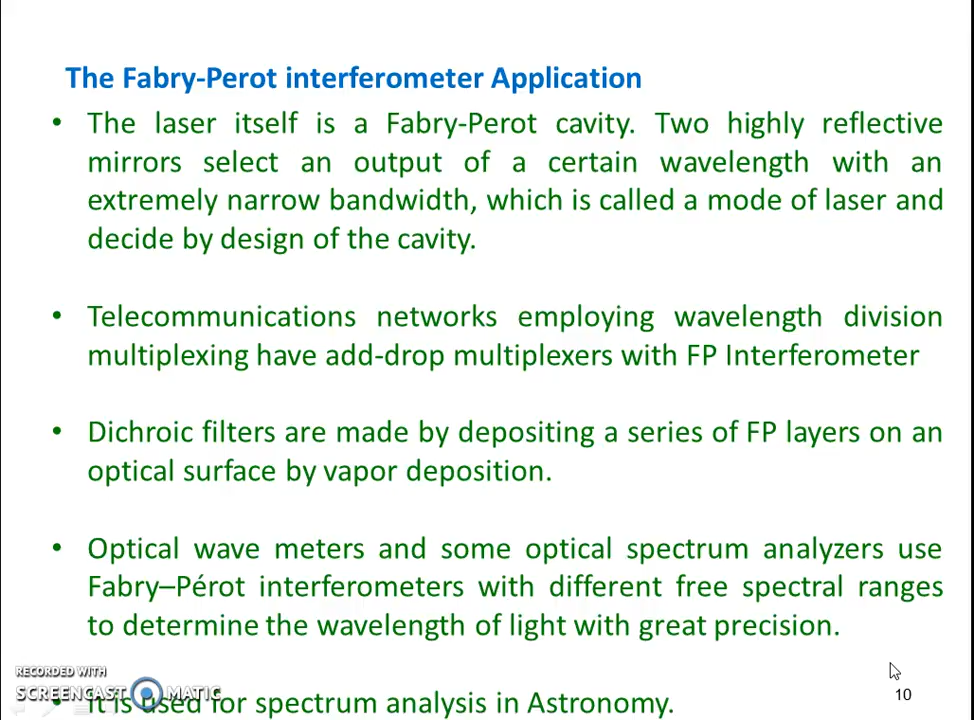 The Fabry-Perot interferometer Application
• The laser itself is a Fabry-Perot cavity. Two highly reflective
mirrors select an output of a certain wavelength with an
extremely narrow bandwidth, which is called a mode of laser and
decide by design of the cavity.
• Telecommunications networks employing wavelength division
multiplexing have add-drop multiplexers with FP Interferometer
• Dichroic filters are made by depositing a series of FP layers on an
optical surface by vapor deposition.
• Optical wave meters and some optical spectrum analyzers use
Fabry–Pérot interferometers with different free spectral ranges
to determine the wavelength of light with great precision.
• It is used for spectrum analysis in Astronomy.
RECORDED WITH
SCREENCAST MATIC
10